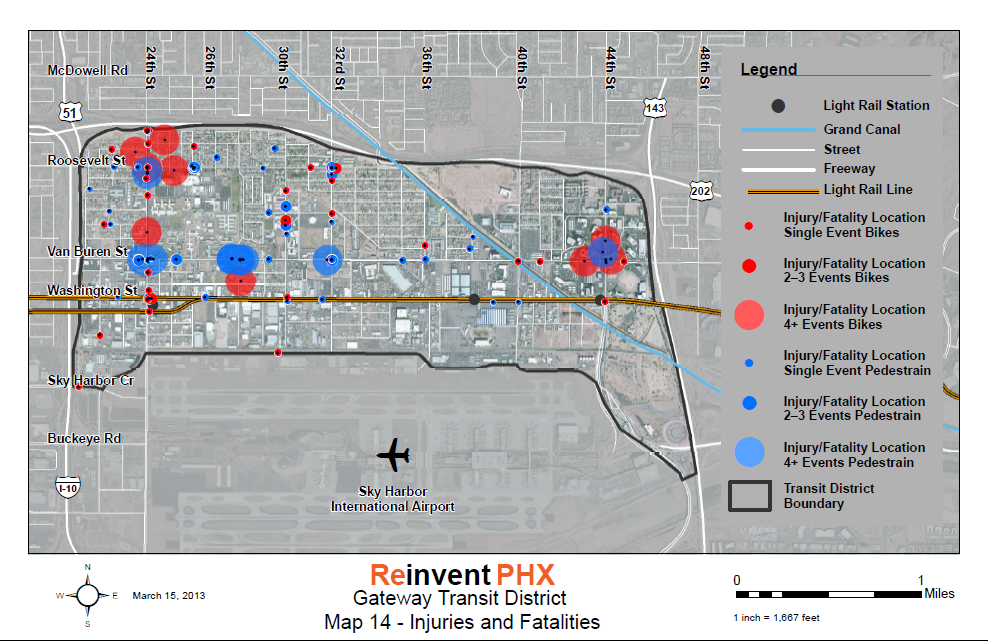 24th St
26th St
30th St
32rd St
36th St
40th St
44th St
48th St
McDowell Rd
51
143
Roosevelt St
202
Van Buren St
Washington St
Sky Harbor Cr
Buckeye Rd
I-10
Sky Harbor
International Airport
Legend
Light Rail Station
Grand Canal
Street
Freeway
Light Rail Line
Injury/Fatality Location
Single Event Bikes
Injury/Fatality Location
2–3 Events Bikes
Injury/Fatality Location
4+ Events Bikes
Injury/Fatality Location
Single Event Pedestrain
Injury/Fatality Location
2–3 Events Pedestrain
Injury/Fatality Location
4+ Events Pedestrain
Transit District
Boundary
N
W
E
S
March 15, 2013
Reinvent PHX
Gateway Transit District
Map 14 - Injuries and Fatalities
0
1
Miles
1 inch = 1,667 feet